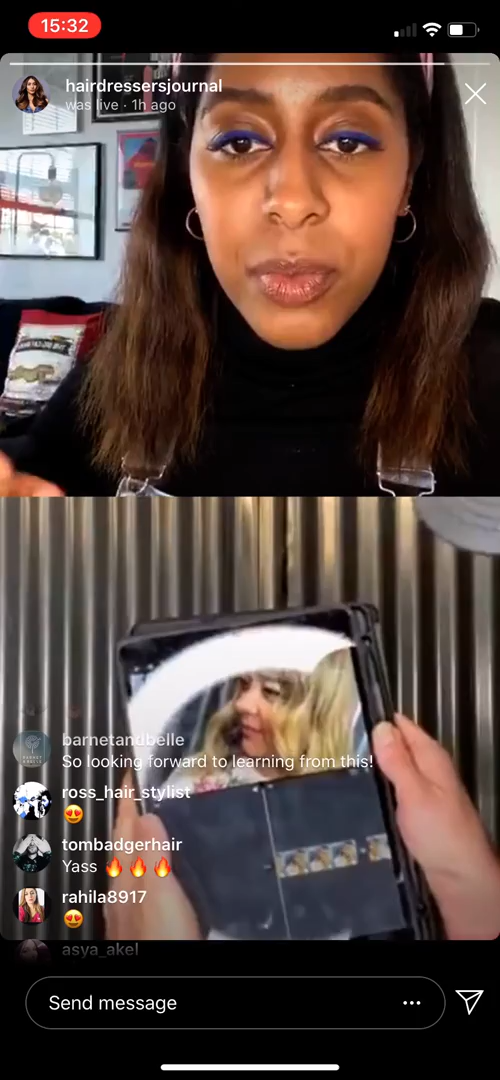 15:32
hairdressersjournal
was live · 1h ago
barnetandbelle
So looking forward to learning from this!
ross_hair_stylist
😍
tombadgerhair
Yass 🔥🔥🔥
rahila8917
😍
asya_akel
Send message